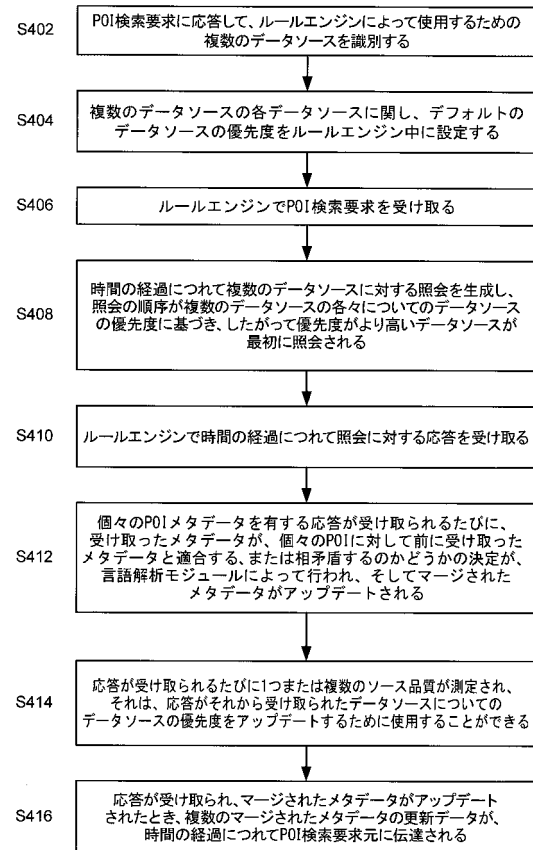 S402
POI検索要求に応答して、ルールエンジンによって使用するための
複数のデータソースを識別する
S404
複数のデータソースの各データソースに関し、デフォルトの
データソースの優先度をルールエンジン中に設定する
S406
ルールエンジンでPOI検索要求を受け取る
S408
時間の経過につれて複数のデータソースに対する照会を生成し、
照会の順序が複数のデータソースの各々についてのデータソース
の優先度に基づき、したがって優先度がより高いデータソースが
最初に照会される
S410
ルールエンジンで時間の経過につれて照会に対する応答を受け取る
S412
個々のPOIメタデータを有する応答が受け取られるたびに、
受け取ったメタデータが、個々のPOIに対して前に受け取った
メタデータと適合する、または相矛盾するのかどうかの決定が、
言語解析モジュールによって行われ、そしてマージされた
メタデータがアップデートされる
S414
応答が受け取られるたびに1つまたは複数のソース品質が測定され、
それは、応答がそれから受け取られたデータソースについての
データソースの優先度をアップデートするために使用することができる
S416
応答が受け取られ、マージされたメタデータがアップデート
されたとき、複数のマージされたメタデータの更新データが、
時間の経過につれてPOI検索要求元に伝達される